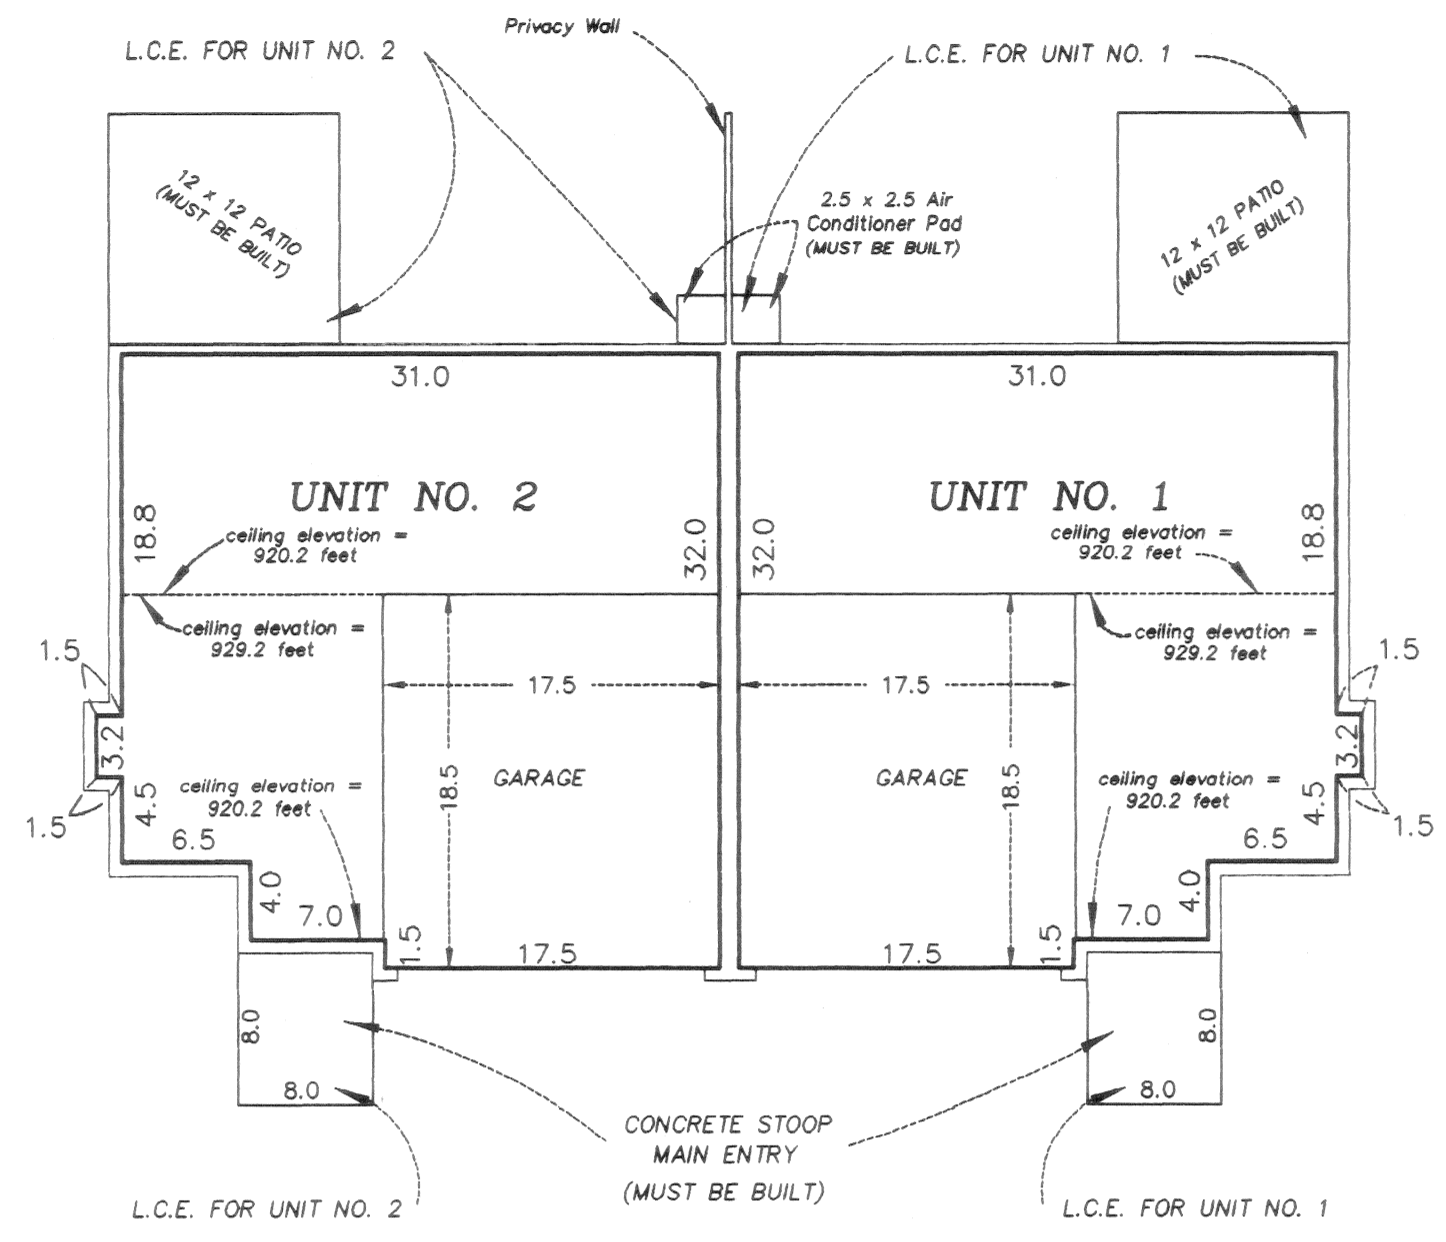 Privacy Wall
L.C.E. FOR UNIT NO. 2
L.C.E. FOR UNIT NO. 1
12 x 12 PATIO
(MUST BE BUILT)
2.5 x 2.5 Air
Conditioner Pad
(MUST BE BUILT)
12 x 12 PATIO
(MUST BE BUILT)
31.0
31.0
UNIT NO. 2
UNIT NO. 1
18.8
ceiling elevation =
920.2 feet
32.0
32.0
ceiling elevation =
920.2 feet
18.8
ceiling elevation =
929.2 feet
ceiling elevation =
929.2 feet
1.5
1.5
17.5
17.5
3.2
3.2
GARAGE
GARAGE
18.5
18.5
ceiling elevation =
920.2 feet
ceiling elevation =
920.2 feet
4.5
4.5
1.5
1.5
6.5
6.5
4.0
4.0
7.0
7.0
1.5
1.5
17.5
17.5
8.0
8.0
8.0
8.0
CONCRETE STOOP
MAIN ENTRY
(MUST BE BUILT)
L.C.E. FOR UNIT NO. 2
L.C.E. FOR UNIT NO. 1